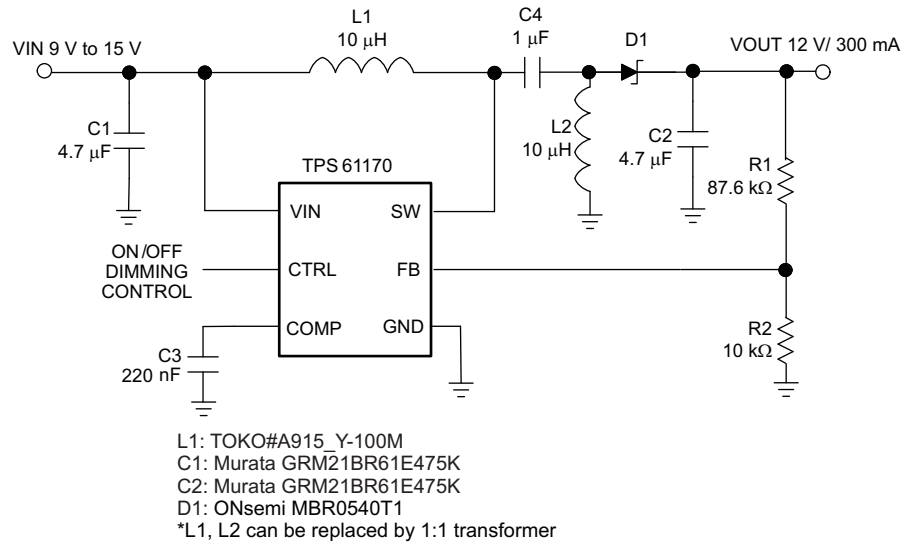 L1
10 μH
C4
1 μF
D1
VIN 9 V to 15 V
VOUT 12 V/ 300 mA
C1
4.7 μF
L2
10 μH
C2
4.7 μF
R1
87.6 kΩ
TPS61170
VIN
SW
ON/OFF
DIMMING
CONTROL
CTRL
FB
COMP
GND
C3
220 nF
R2
10 kΩ
L1: TOKO#A915_Y-100M
C1: Murata GRM21BR61E475K
C2: Murata GRM21BR61E475K
D1: ONsemi MBR0540T1
*L1, L2 can be replaced by 1:1 transformer